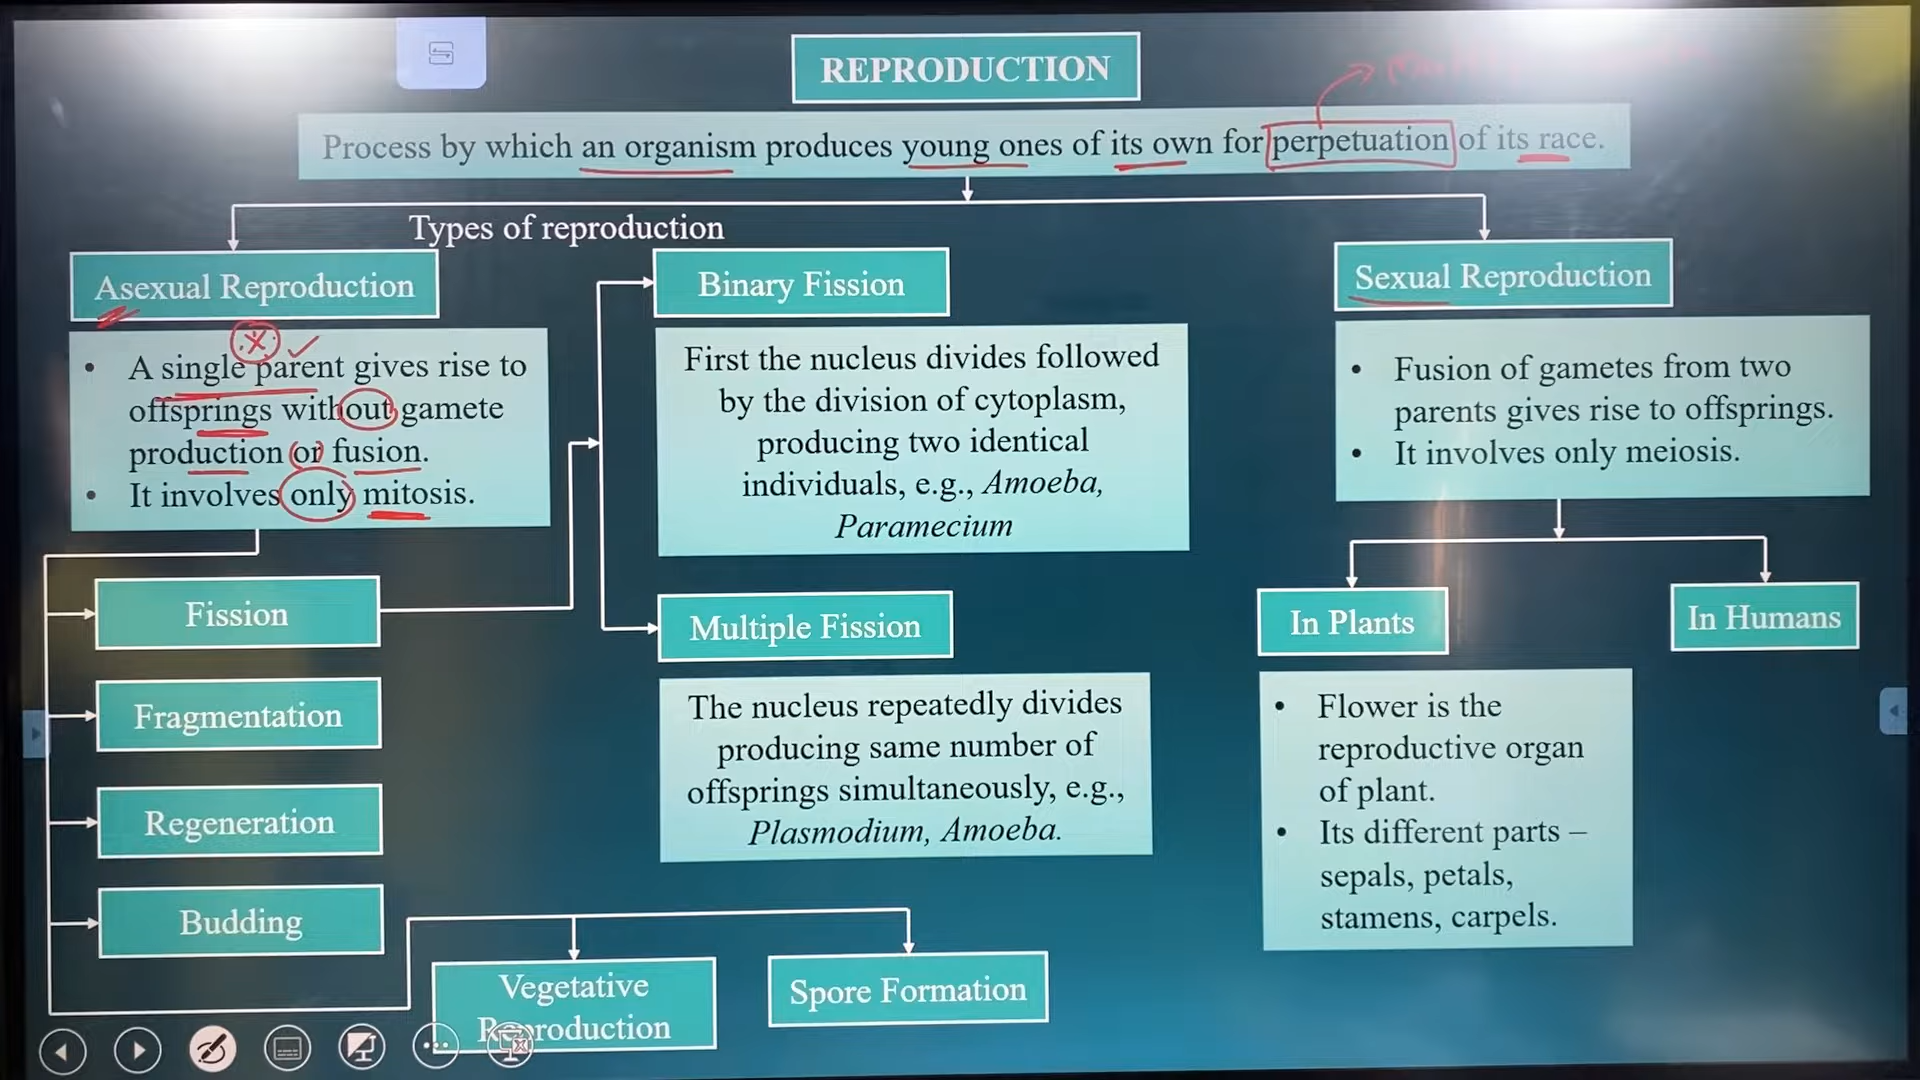 REPRODUCTION
Process by which an organism produces young ones of its own for perpetuation of its race.
Types of reproduction
Asexual Reproduction
• A single parent gives rise to
offsprings without gamete
production or fusion.
• It involves only mitosis.
Fission
Fragmentation
Regeneration
Budding
Vegetative
Reproduction
Spore Formation
Binary Fission
First the nucleus divides followed
by the division of cytoplasm,
producing two identical
individuals, e.g., Amoeba,
Paramecium
Multiple Fission
The nucleus repeatedly divides
producing same number of
offsprings simultaneously, e.g.,
Plasmodium, Amoeba.
Sexual Reproduction
• Fusion of gametes from two
parents gives rise to offsprings.
• It involves only meiosis.
In Plants
• Flower is the
reproductive organ
of plant.
• Its different parts –
sepals, petals,
stamens, carpels.
In Humans